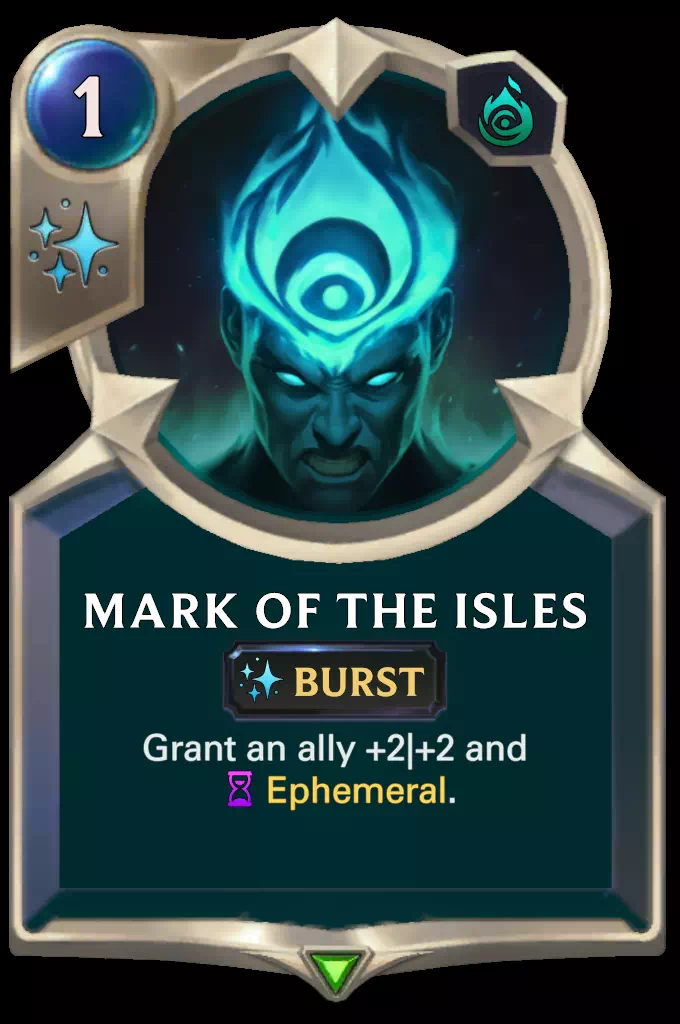 1
MARK OF THE ISLES
BURST
Grant an ally +2|+2 and
Ephemeral.